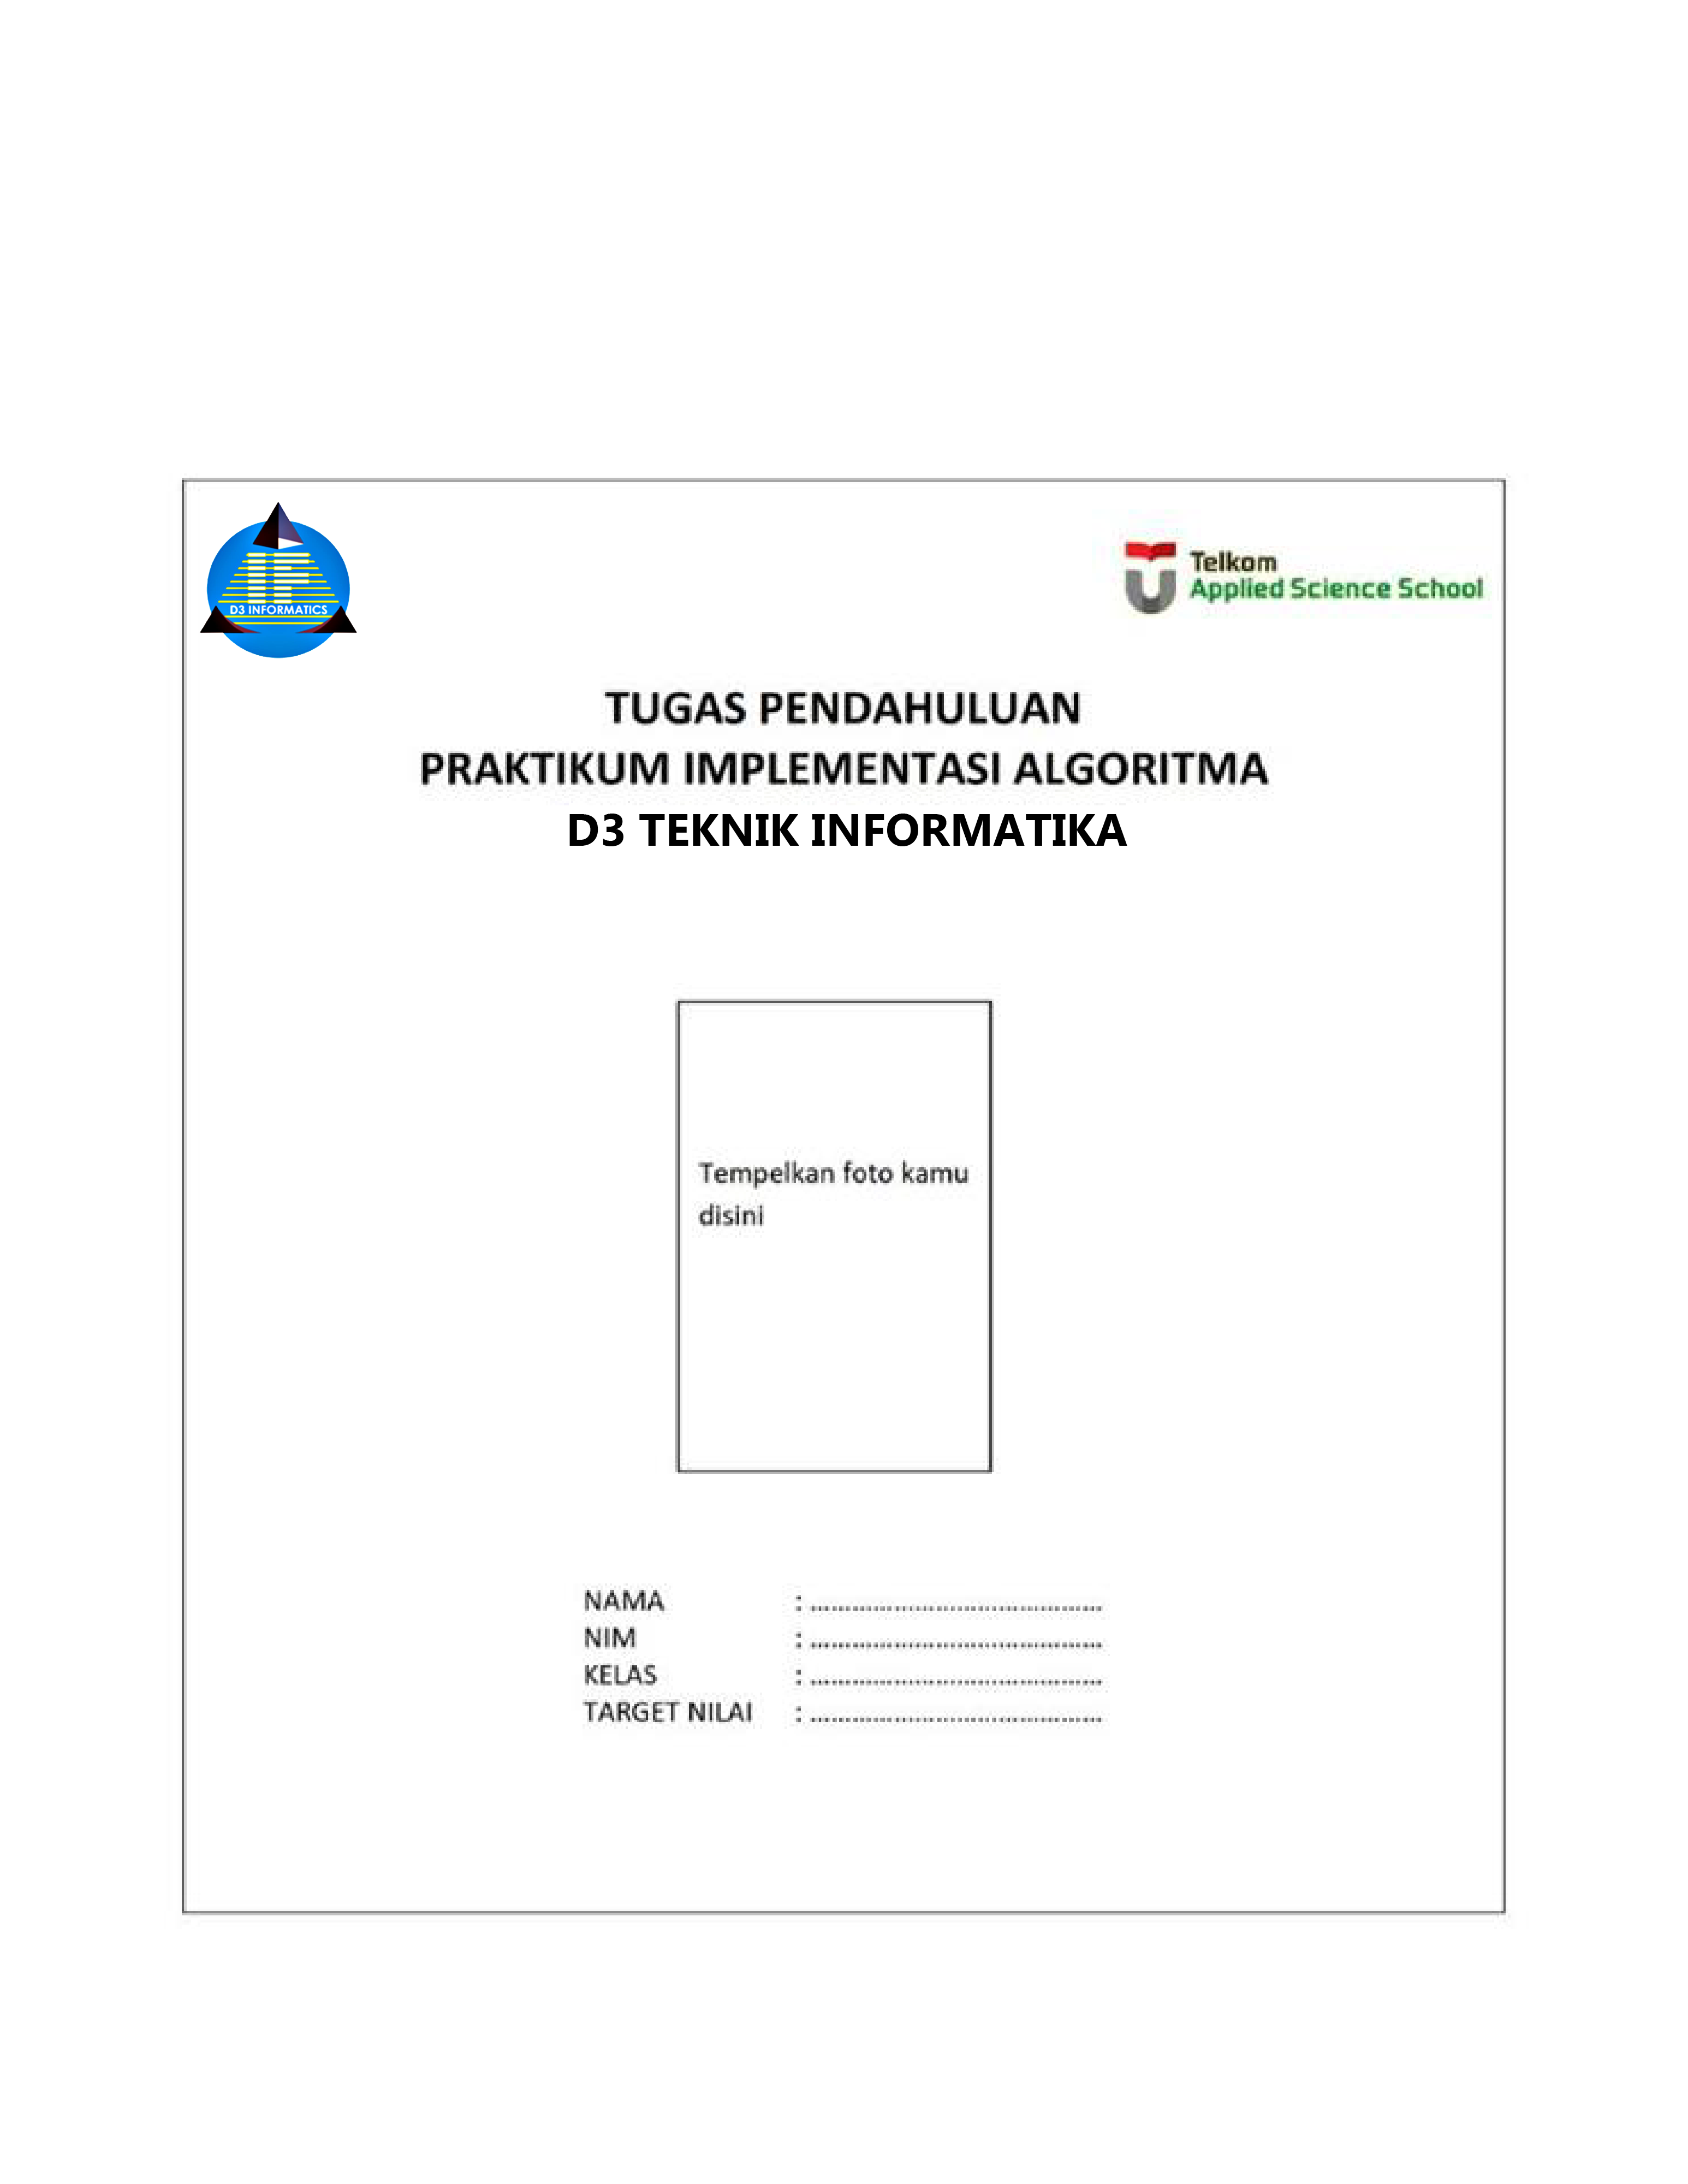 IF
D3 INFORMATICS
Telkom
Applied Science School
TUGAS PENDAHULUAN
PRAKTIKUM IMPLEMENTASI ALGORITMA
D3 TEKNIK INFORMATIKA
Tempelkan foto kamu
disini
NAMA : ..............................................
NIM : ..............................................
KELAS : ..............................................
TARGET NILAI : ..............................................